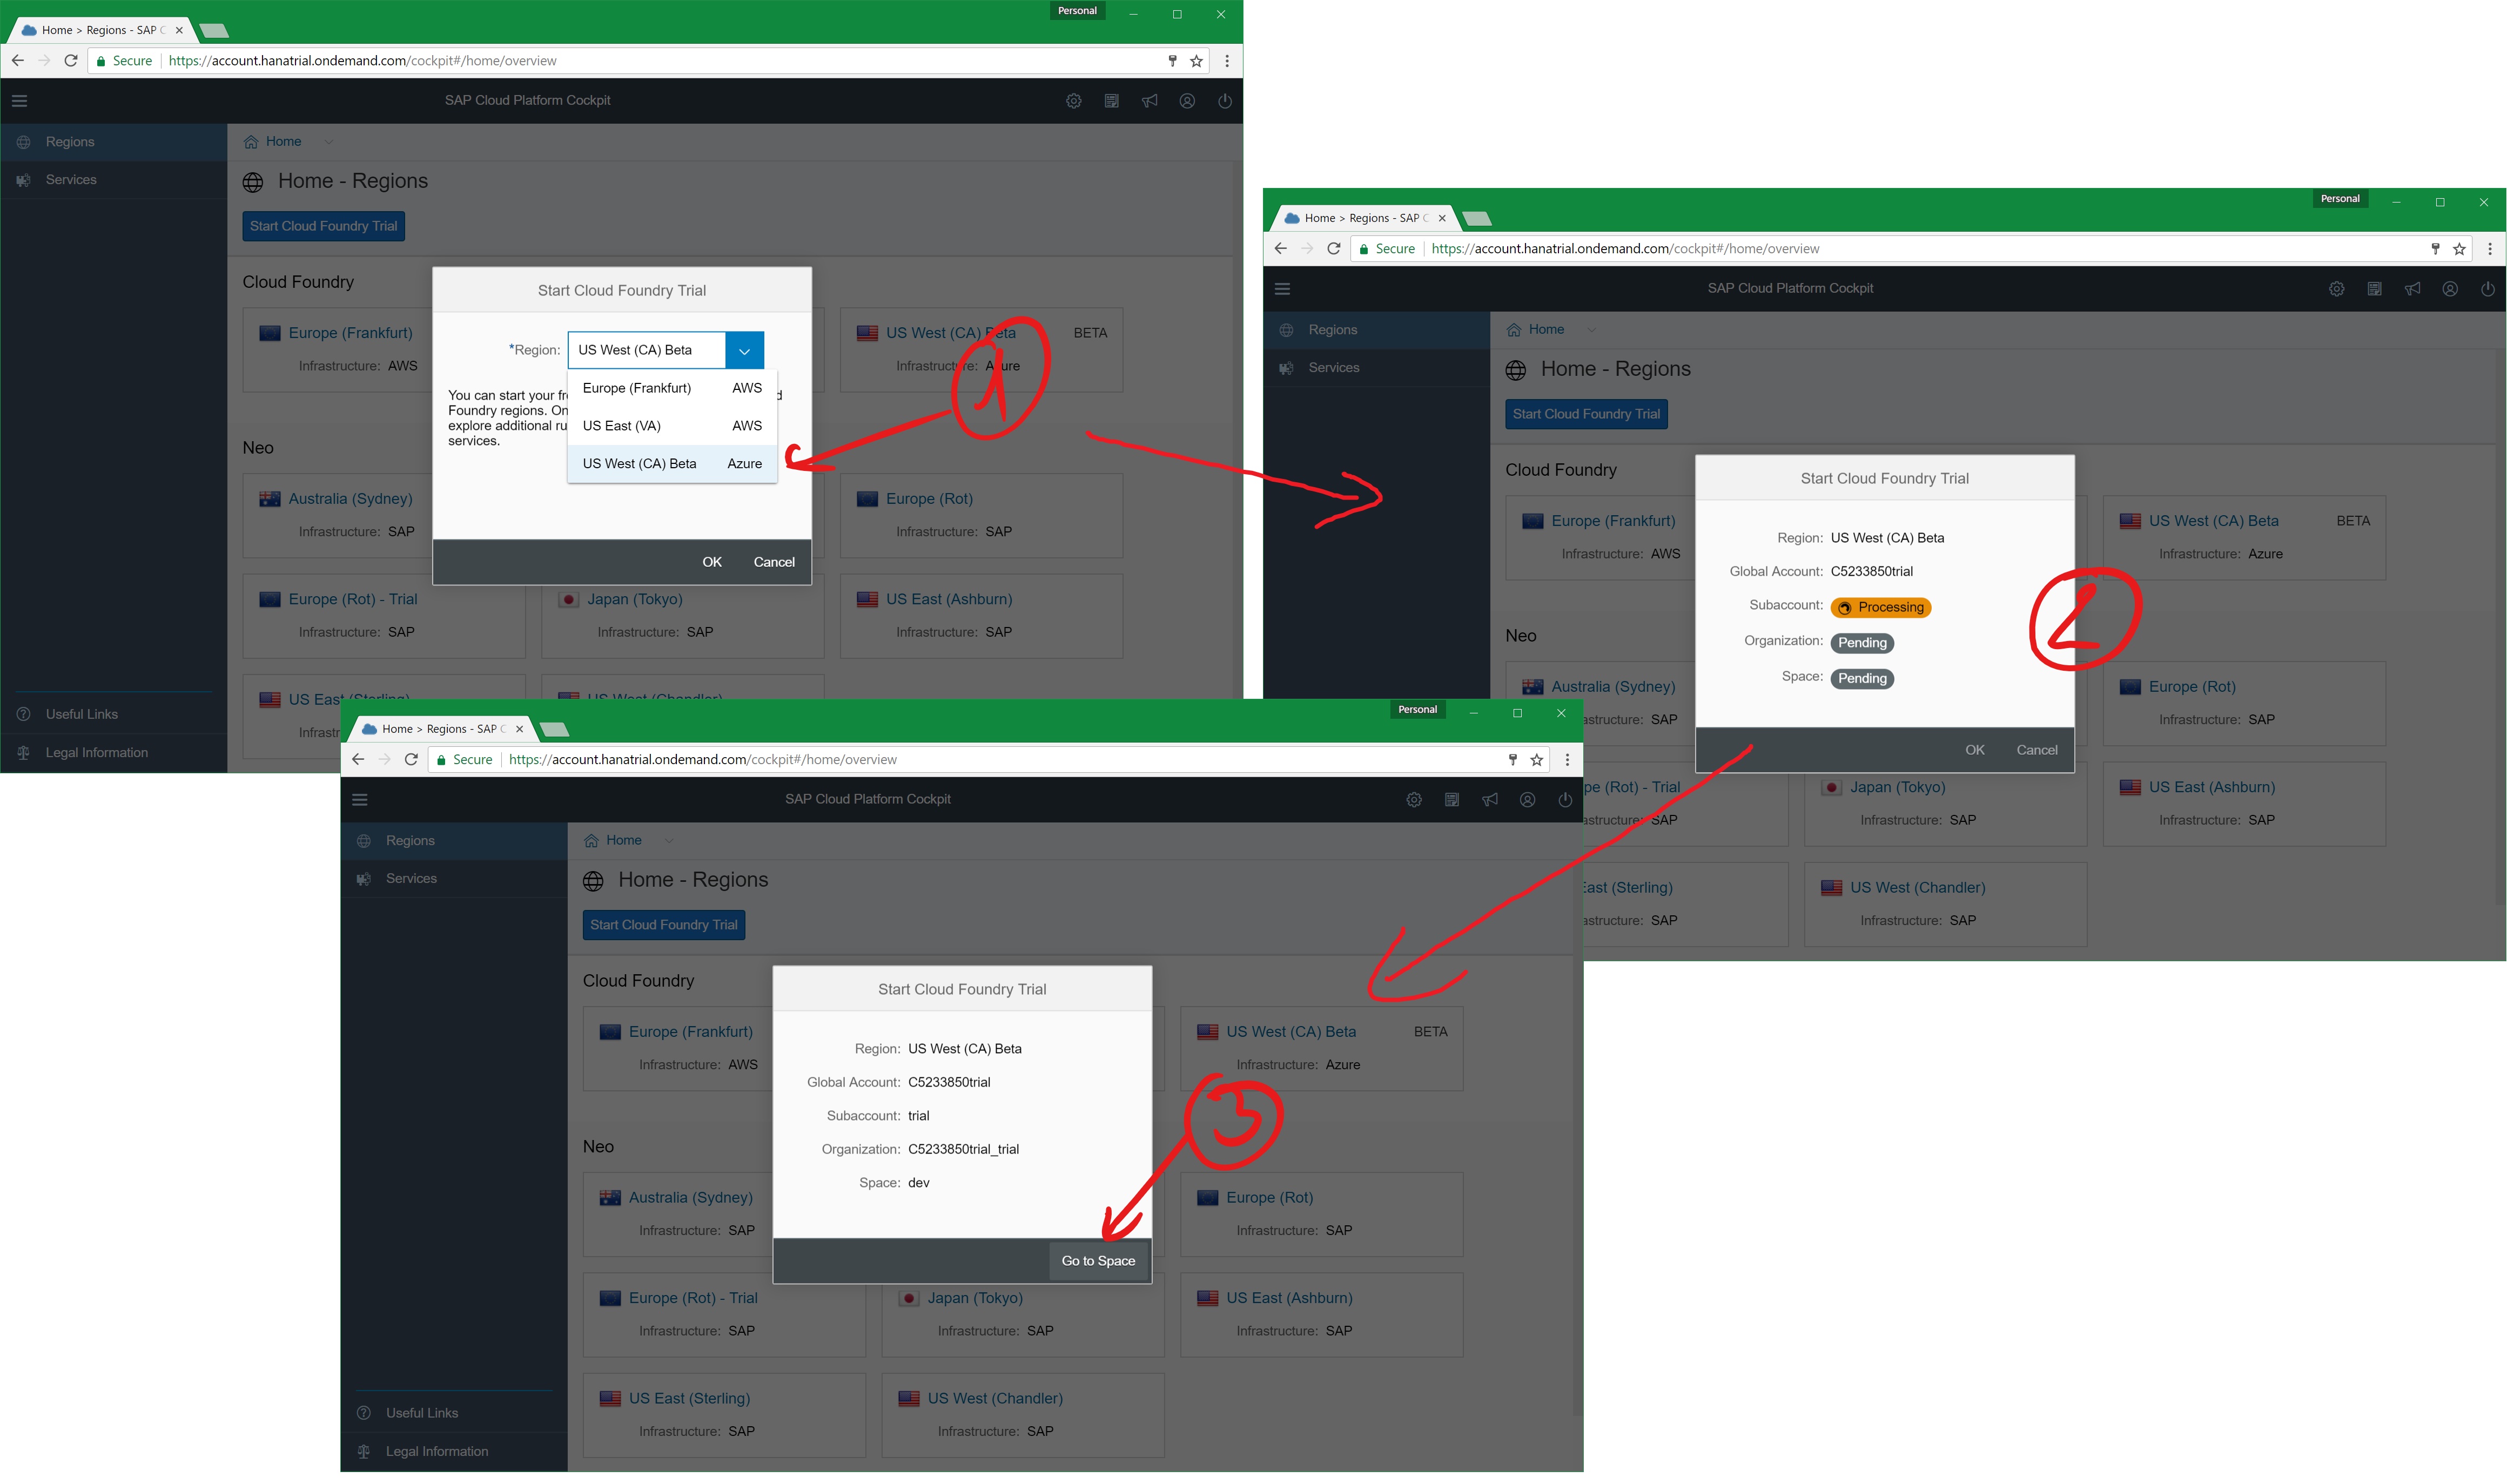 Personal
Home > Regions - SAP C
Secure https://account.hanatrial.ondemand.com/cockpit#/home/overview
SAP Cloud Platform Cockpit
Regions
Services
Useful Links
Legal Information
Home
Home - Regions
Start Cloud Foundry Trial
Cloud Foundry
Europe (Frankfurt)
Infrastructure: AWS
US West (CA) Beta BETA
Infrastructure: Azure
Neo
Australia (Sydney)
Infrastructure: SAP
Europe (Rot)
Infrastructure: SAP
Europe (Rot) - Trial
Infrastructure: SAP
Japan (Tokyo)
Infrastructure: SAP
US East (Ashburn)
Infrastructure: SAP
US East (Sterling)
US West (Chandler)
Start Cloud Foundry Trial
*Region: US West (CA) Beta
Europe (Frankfurt) AWS
US East (VA) AWS
US West (CA) Beta Azure
You can start your fr
Foundry regions. On
explore additional ru
services.
OK Cancel
1
Personal
Home > Regions - SAP C
Secure https://account.hanatrial.ondemand.com/cockpit#/home/overview
SAP Cloud Platform Cockpit
Regions
Services
Home
Home - Regions
Start Cloud Foundry Trial
Cloud Foundry
Europe (Frankfurt)
Infrastructure: AWS
US West (CA) Beta BETA
Infrastructure: Azure
Neo
Australia (Sydney)
astructure: SAP
Europe (Rot)
Infrastructure: SAP
pe (Rot) - Trial
astructure: SAP
Japan (Tokyo)
Infrastructure: SAP
US East (Ashburn)
Infrastructure: SAP
East (Sterling)
astructure: SAP
US West (Chandler)
Infrastructure: SAP
Start Cloud Foundry Trial
Region: US West (CA) Beta
Global Account: C5233850trial
Subaccount: Processing
Organization: Pending
Space: Pending
OK Cancel
2
Personal
Home > Regions - SAP C
Secure https://account.hanatrial.ondemand.com/cockpit#/home/overview
SAP Cloud Platform Cockpit
Regions
Services
Useful Links
Legal Information
Home
Home - Regions
Start Cloud Foundry Trial
Cloud Foundry
Europe (Frankfurt)
Infrastructure: AWS
US West (CA) Beta BETA
Infrastructure: Azure
Neo
Australia (Sydney)
Infrastructure: SAP
Europe (Rot)
Infrastructure: SAP
Europe (Rot) - Trial
Infrastructure: SAP
Japan (Tokyo)
Infrastructure: SAP
US East (Ashburn)
Infrastructure: SAP
US East (Sterling)
Infrastructure: SAP
US West (Chandler)
Infrastructure: SAP
Start Cloud Foundry Trial
Region: US West (CA) Beta
Global Account: C5233850trial
Subaccount: trial
Organization: C5233850trial_trial
Space: dev
Go to Space
3